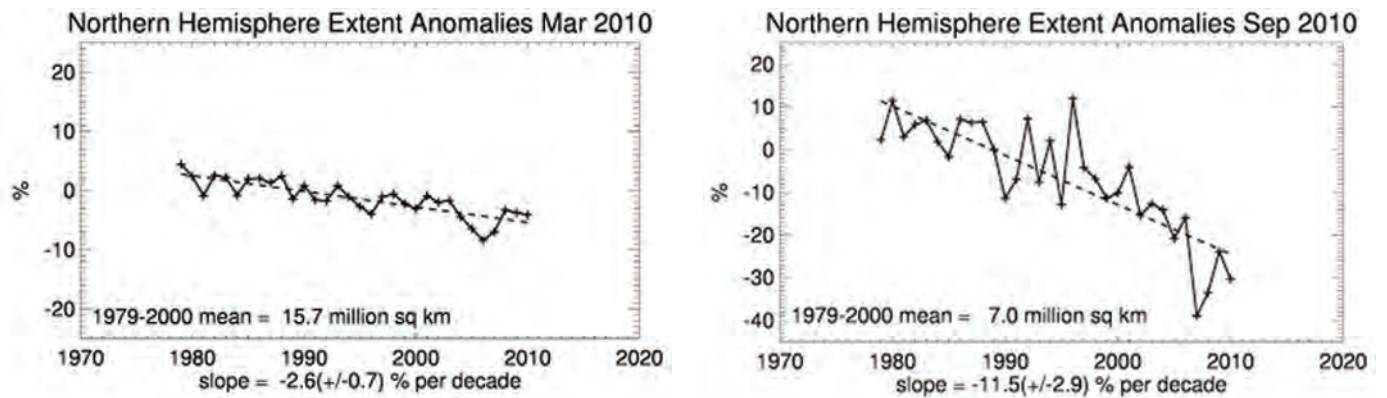 Northern Hemisphere Extent Anomalies Mar 2010
20
10
0
-10
-20
%
1979-2000 mean = 15.7 million sq km
1970 1980 1990 2000 2010 2020
slope = -2.6(+/-0.7) % per decade
Northern Hemisphere Extent Anomalies Sep 2010
20
10
0
-10
-20
-30
-40
%
1979-2000 mean = 7.0 million sq km
1970 1980 1990 2000 2010 2020
slope = -11.5(+/-2.9) % per decade